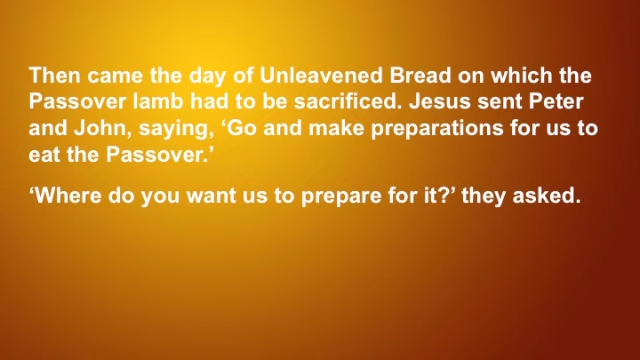 Then came the day of Unleavened Bread on which the
Passover lamb had to be sacrificed. Jesus sent Peter
and John, saying, ‘Go and make preparations for us to
eat the Passover.’
‘Where do you want us to prepare for it?’ they asked.